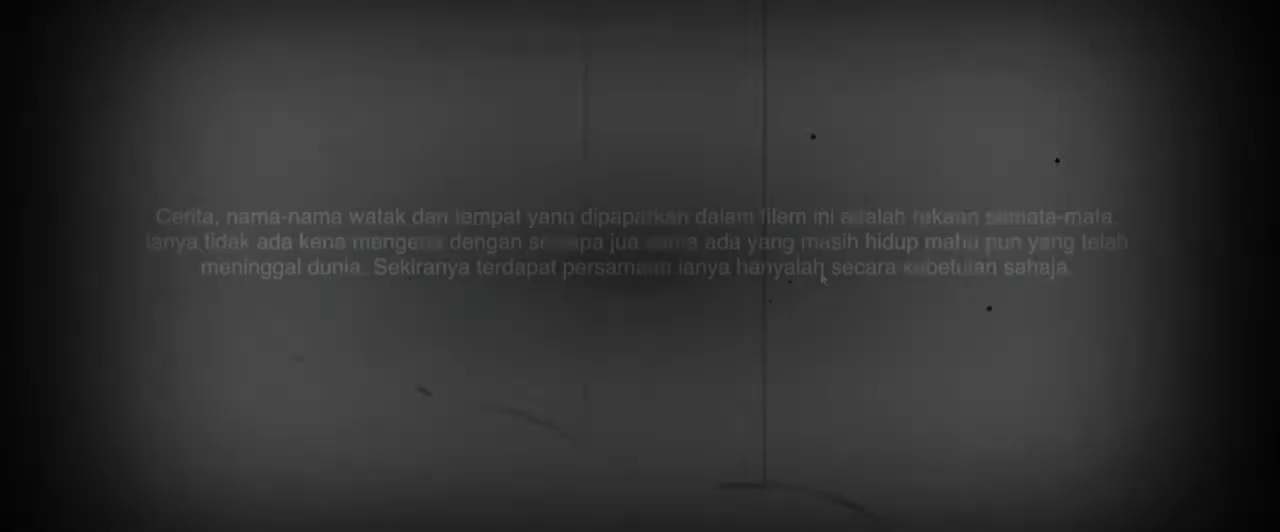 Cerita, nama-nama watak dan tempat yang dipaparkan dalam filem ini adalah rekaan semata-mata.
Ianya tidak ada kena mengena dengan sesiapa jua sama ada yang masih hidup mahu pun yang telah
meninggal dunia. Sekiranya terdapat persamaan ianya hanyalah secara kebetulan sahaja.